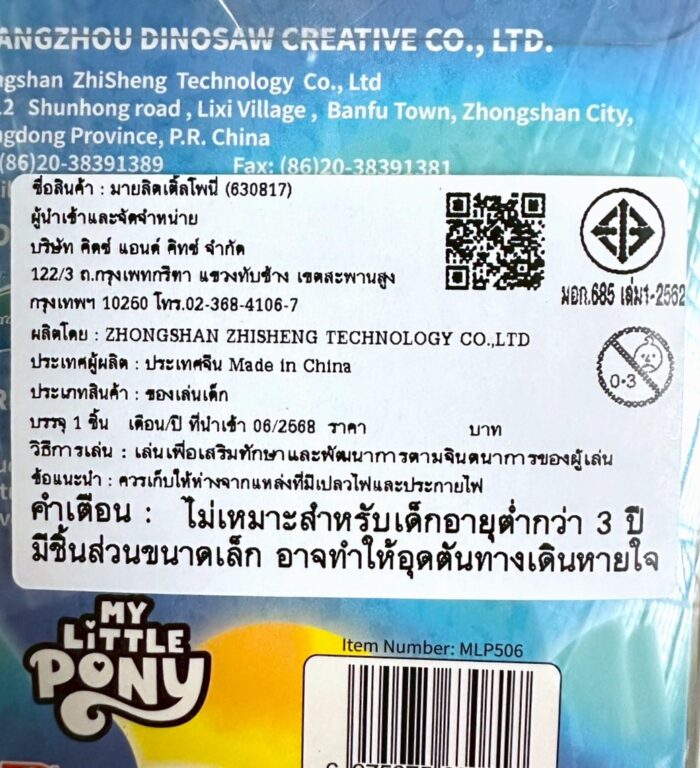 ANGZHOU DINOSAW CREATIVE CO., LTD.
ngshan ZhiSheng Technology Co., Ltd
12 Shunhong road , Lixi Village , Banfu Town, Zhongshan City,
ngdong Province, P.R. China
(86)20-38391389 Fax: (86)20-38391381
ชื่อสินค้า : มายลิตเติ้ลโพนี่ (630817)
ผู้นำเข้าและจัดจำหน่าย
บริษัท คิตซ์ แอนด์ คิทซ์ จำกัด
122/3 ถ.กรุงเพทกรีทา แขวงทับช้าง เขตสะพานสูง
กรุงเทพฯ 10250 โทร.02-368-4106-7
ผลิตโดย : ZHONGSHAN ZHISHENG TECHNOLOGY CO.,LTD
ประเทศผู้ผลิต : ประเทศจีน Made in China
ประเภทสินค้า : ของเล่นเด็ก
บรรจุ 1 ชิ้น เดือน/ปี ที่นำเข้า 06/2568 ราคา บาท
วิธีการเล่น : เล่นเพื่อเสริมทักษาและพัฒนาการตามจินตนาการของผู้เล่น
ข้อแนะนำ : ควรเก็บให้ห่างจากแหล่งที่มีเปลวไฟและประกายไฟ
คำเตือน : ไม่เหมาะสำหรับเด็กอายุต่ำกว่า 3 ปี
มีชิ้นส่วนขนาดเล็ก อาจทำให้อุดตันทางเดินหายใจ
มอก.685 เล่ม1-2562
0-3
MY
LiTTLE
PONY
Item Number: MLP506